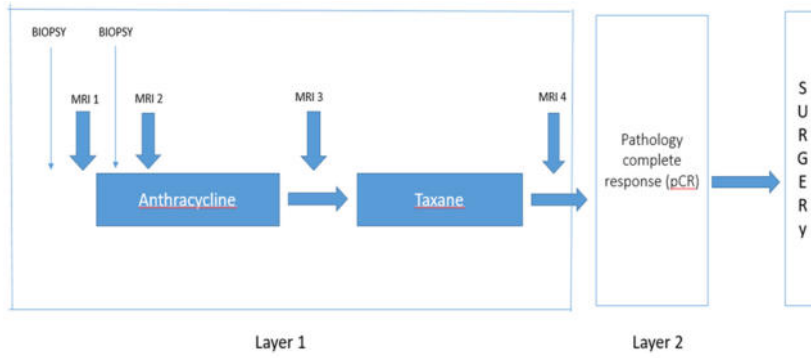 BIOPSY
BIOPSY
MRI 1
MRI 2
MRI 3
MRI 4
Anthracycline
Taxane
Pathology
complete
response (pCR)
S
U
R
G
E
R
y
Layer 1
Layer 2